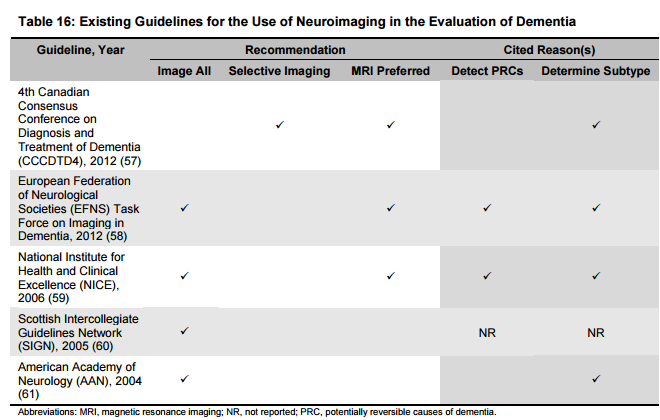 Table 16: Existing Guidelines for the Use of Neuroimaging in the Evaluation of Dementia
Guideline, Year Recommendation Cited Reason(s)
Image All Selective Imaging MRI Preferred Detect PRCs Determine Subtype
4th Canadian
Consensus
Conference on
Diagnosis and
Treatment of Dementia
(CCCDTD4), 2012 (57)
✓ ✓ ✓
European Federation
of Neurological
Societies (EFNS) Task
Force on Imaging in
Dementia, 2012 (58)
✓ ✓ ✓ ✓
National Institute for
Health and Clinical
Excellence (NICE),
2006 (59)
✓ ✓ ✓ ✓
Scottish Intercollegiate
Guidelines Network
(SIGN), 2005 (60)
✓ NR NR
American Academy of
Neurology (AAN), 2004
(61)
✓ ✓
Abbreviations: MRI, magnetic resonance imaging; NR, not reported; PRC, potentially reversible causes of dementia.